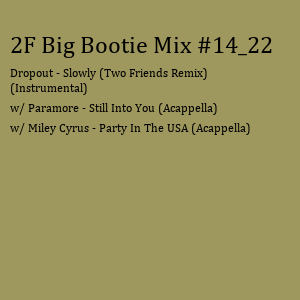 2F Big Bootie Mix #14_22
Dropout - Slowly (Two Friends Remix)
(Instrumental)
w/ Paramore - Still Into You (Acappella)
w/ Miley Cyrus - Party In The USA (Acappella)